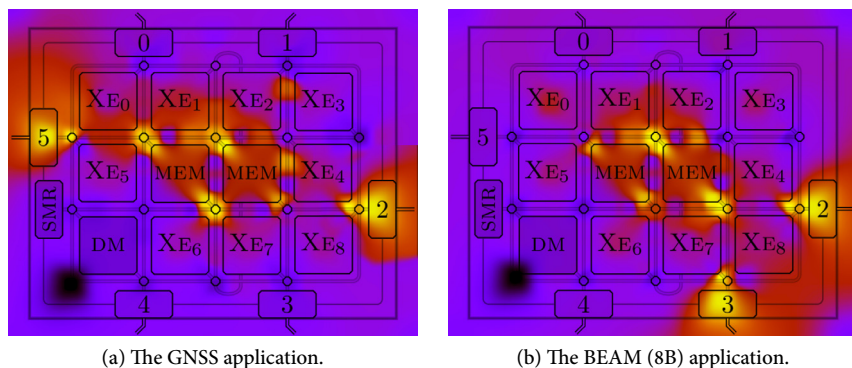 0 1
XE0 XE1 XE2 XE3
5
XE5 MEM MEM XE4
SMR 2
DM XE6 XE7 XE8
4 3
(a) The GNSS application.
0 1
XE0 XE1 XE2 XE3
5
XE5 MEM MEM XE4
SMR 2
DM XE6 XE7 XE8
4 3
(b) The BEAM (8B) application.